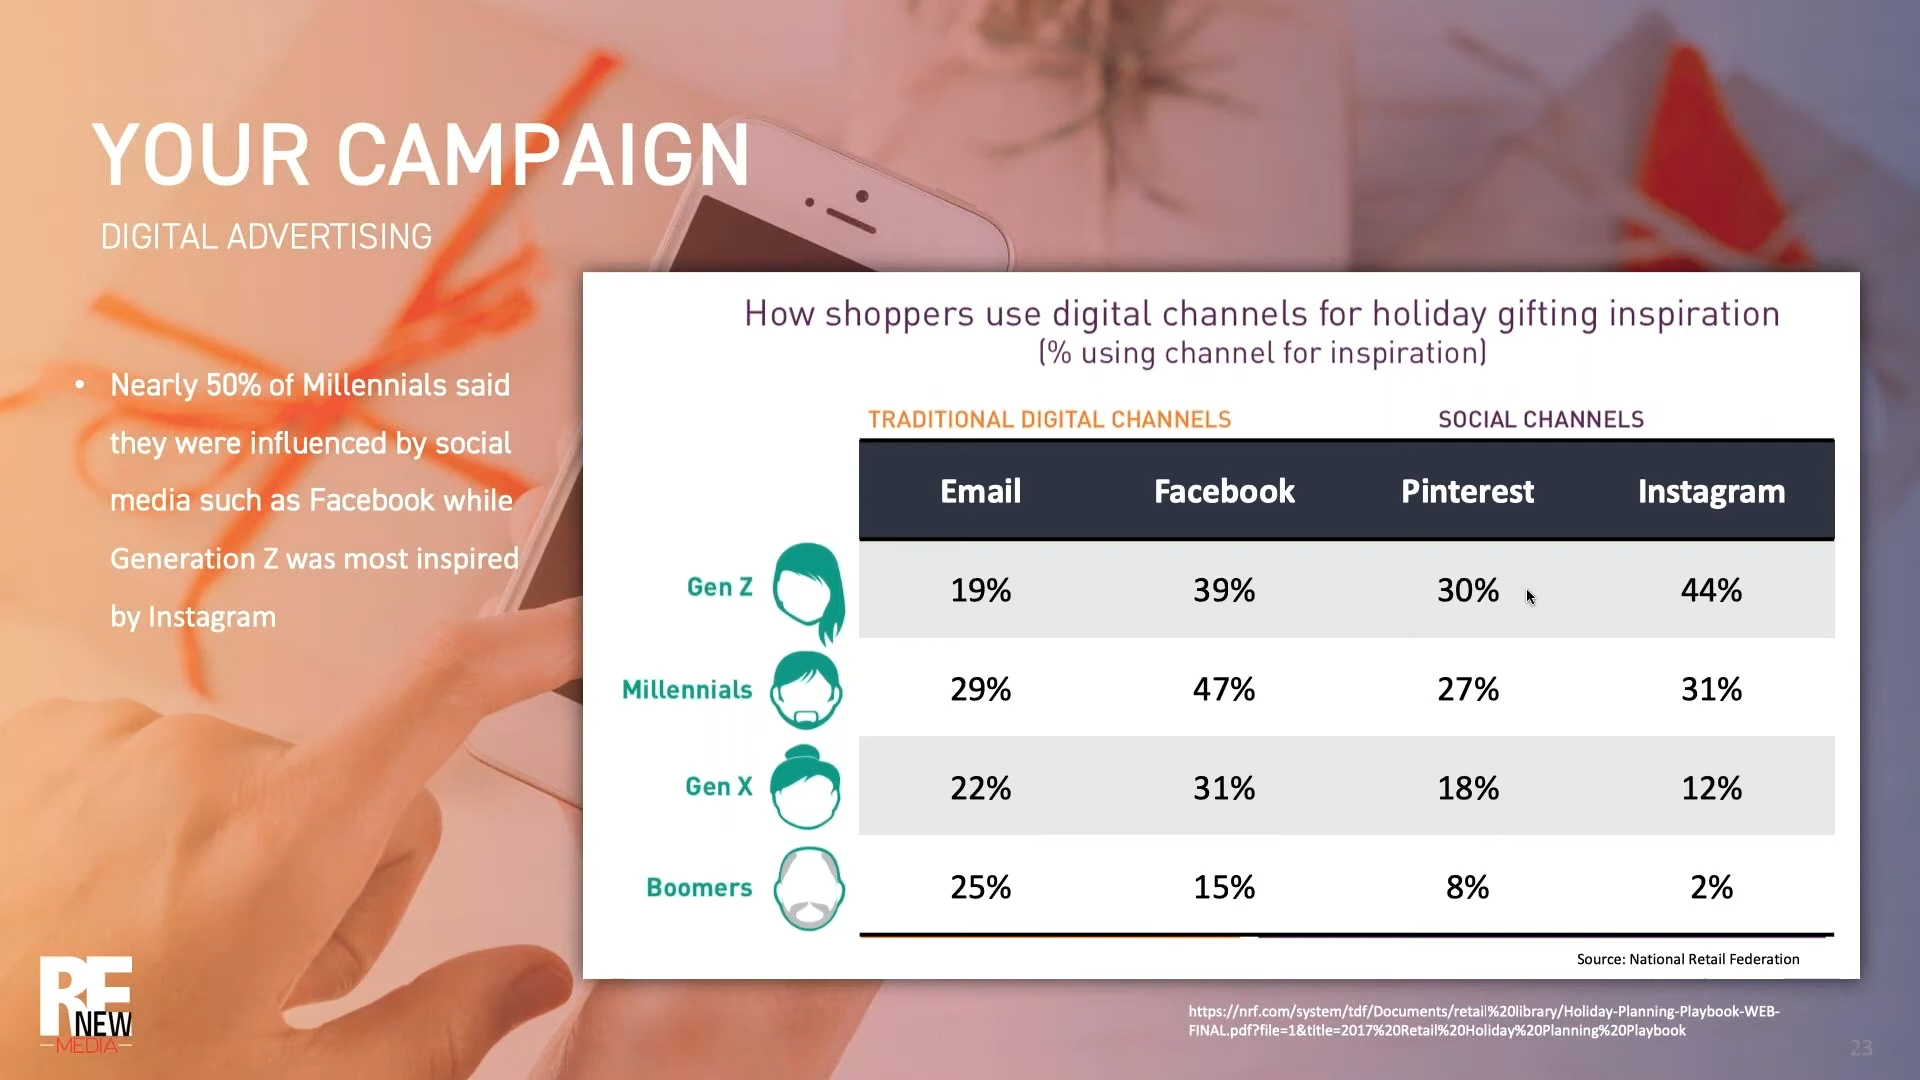 YOUR CAMPAIGN
DIGITAL ADVERTISING
• Nearly 50% of Millennials said
they were influenced by social
media such as Facebook while
Generation Z was most inspired
by Instagram
How shoppers use digital channels for holiday gifting inspiration
(% using channel for inspiration)
TRADITIONAL DIGITAL CHANNELS SOCIAL CHANNELS
Email Facebook Pinterest Instagram
Gen Z 19% 39% 30% 44%
Millennials 29% 47% 27% 31%
Gen X 22% 31% 18% 12%
Boomers 25% 15% 8% 2%
Source: National Retail Federation
https://nrf.com/system/tdf/Documents/retail%20library/Holiday-Planning-Playbook-WEB-
FINAL.pdf?file=1&title=2017%20Retail%20Holiday%20Planning%20Playbook
RE
NEW
MEDIA
23